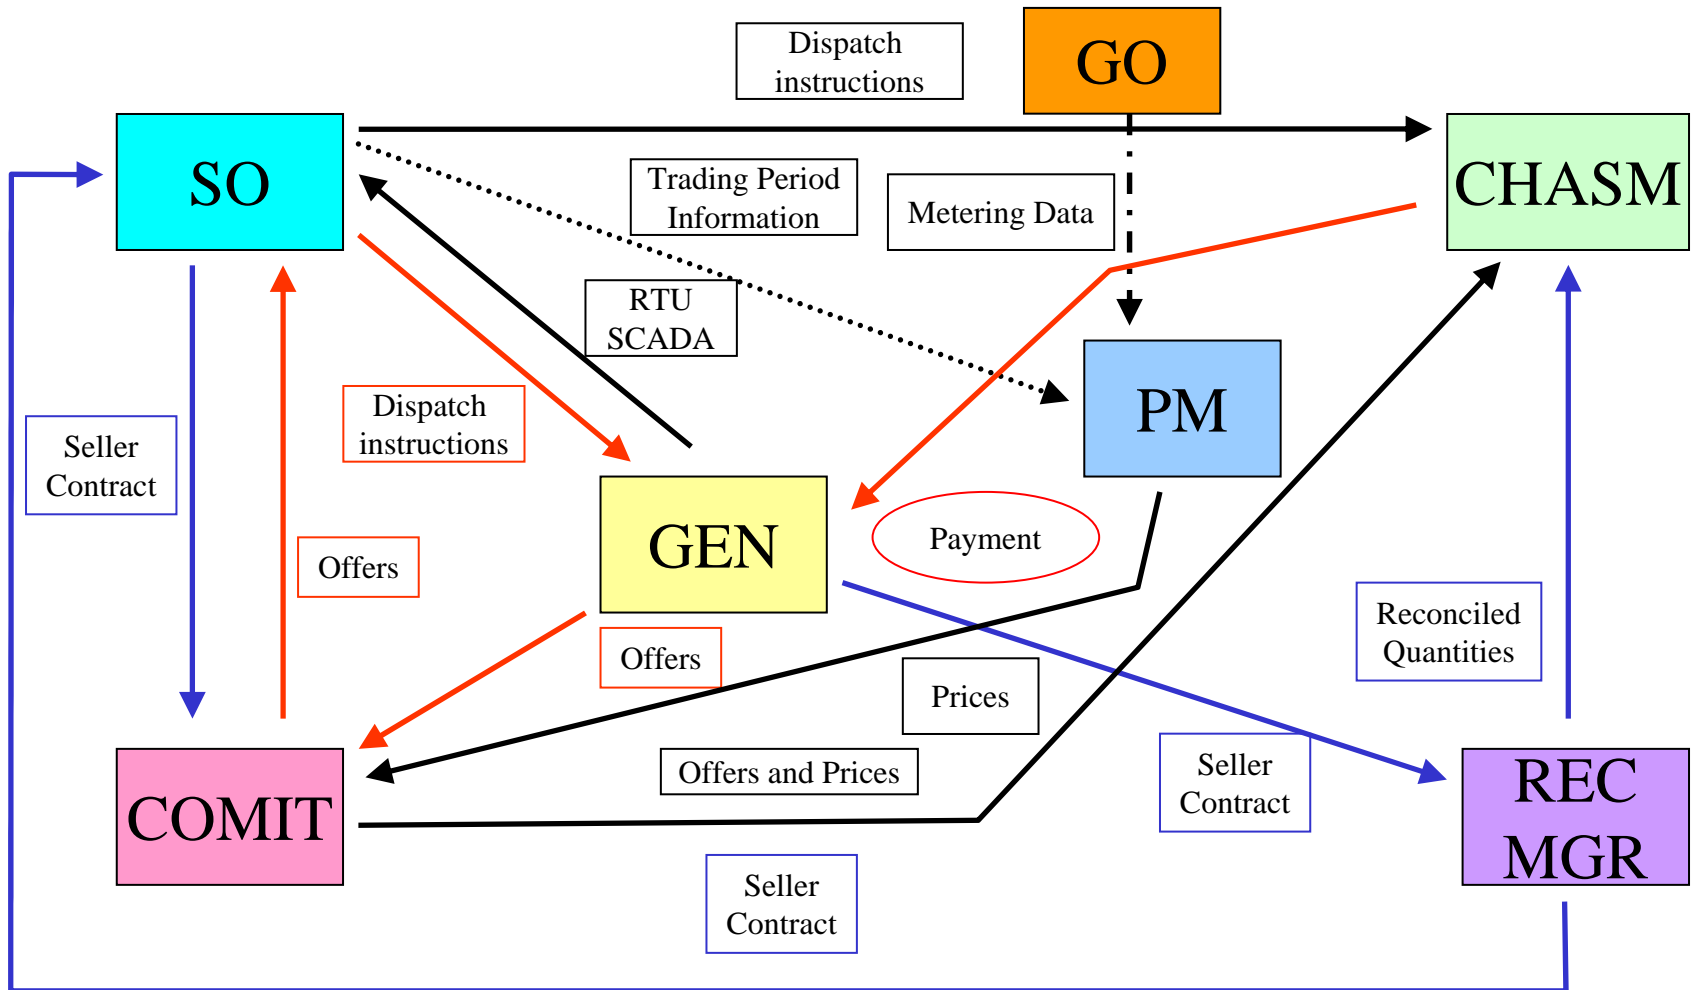 Dispatch
instructions
GO
SO
Trading Period
Information
Metering Data
CHASM
RTU
SCADA
PM
Dispatch
instructions
Seller
Contract
GEN
Payment
Offers
Offers
Reconciled
Quantities
Prices
Offers and Prices
Seller
Contract
REC
MGR
COMIT
Seller
Contract